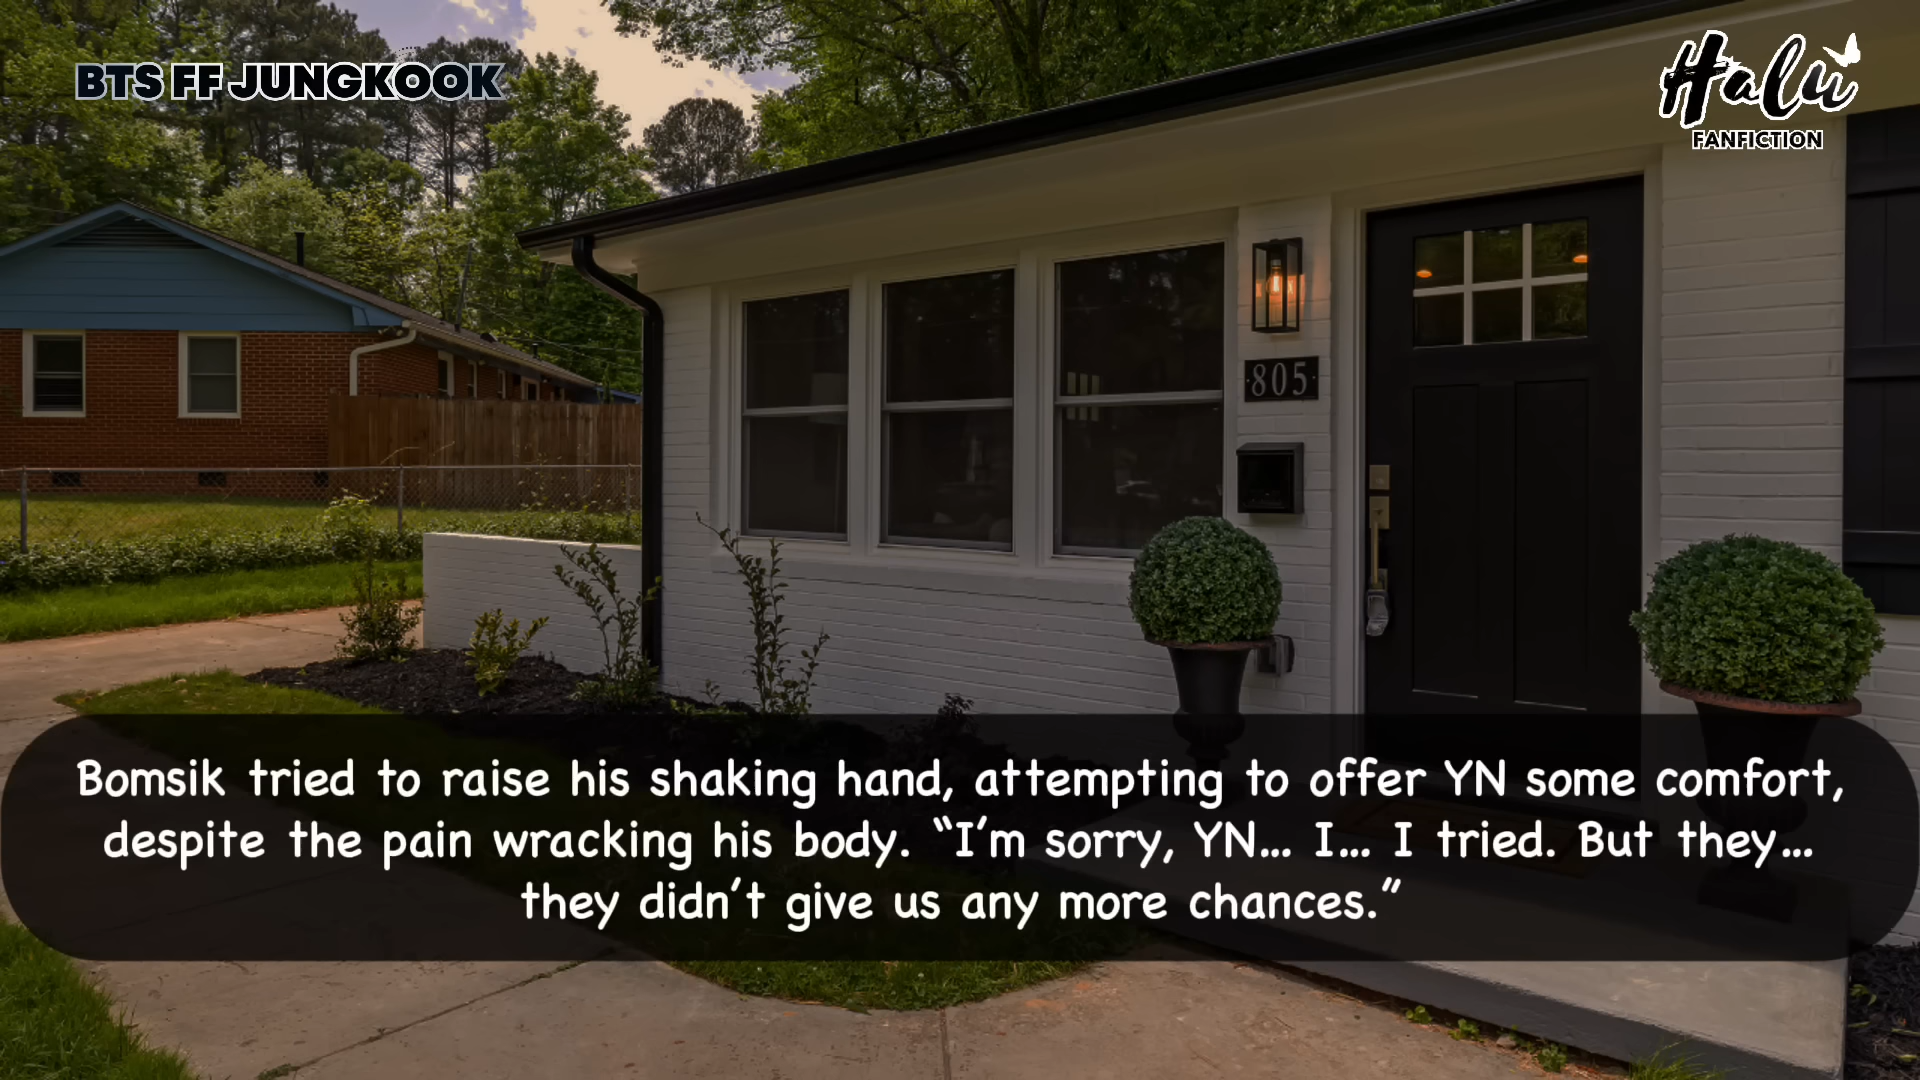 BTS FF JUNGKOOK
Halu
FANFICTION
805
Bomsik tried to raise his shaking hand, attempting to offer YN some comfort,
despite the pain wracking his body. “I’m sorry, YN... I... I tried. But they...
they didn’t give us any more chances.”